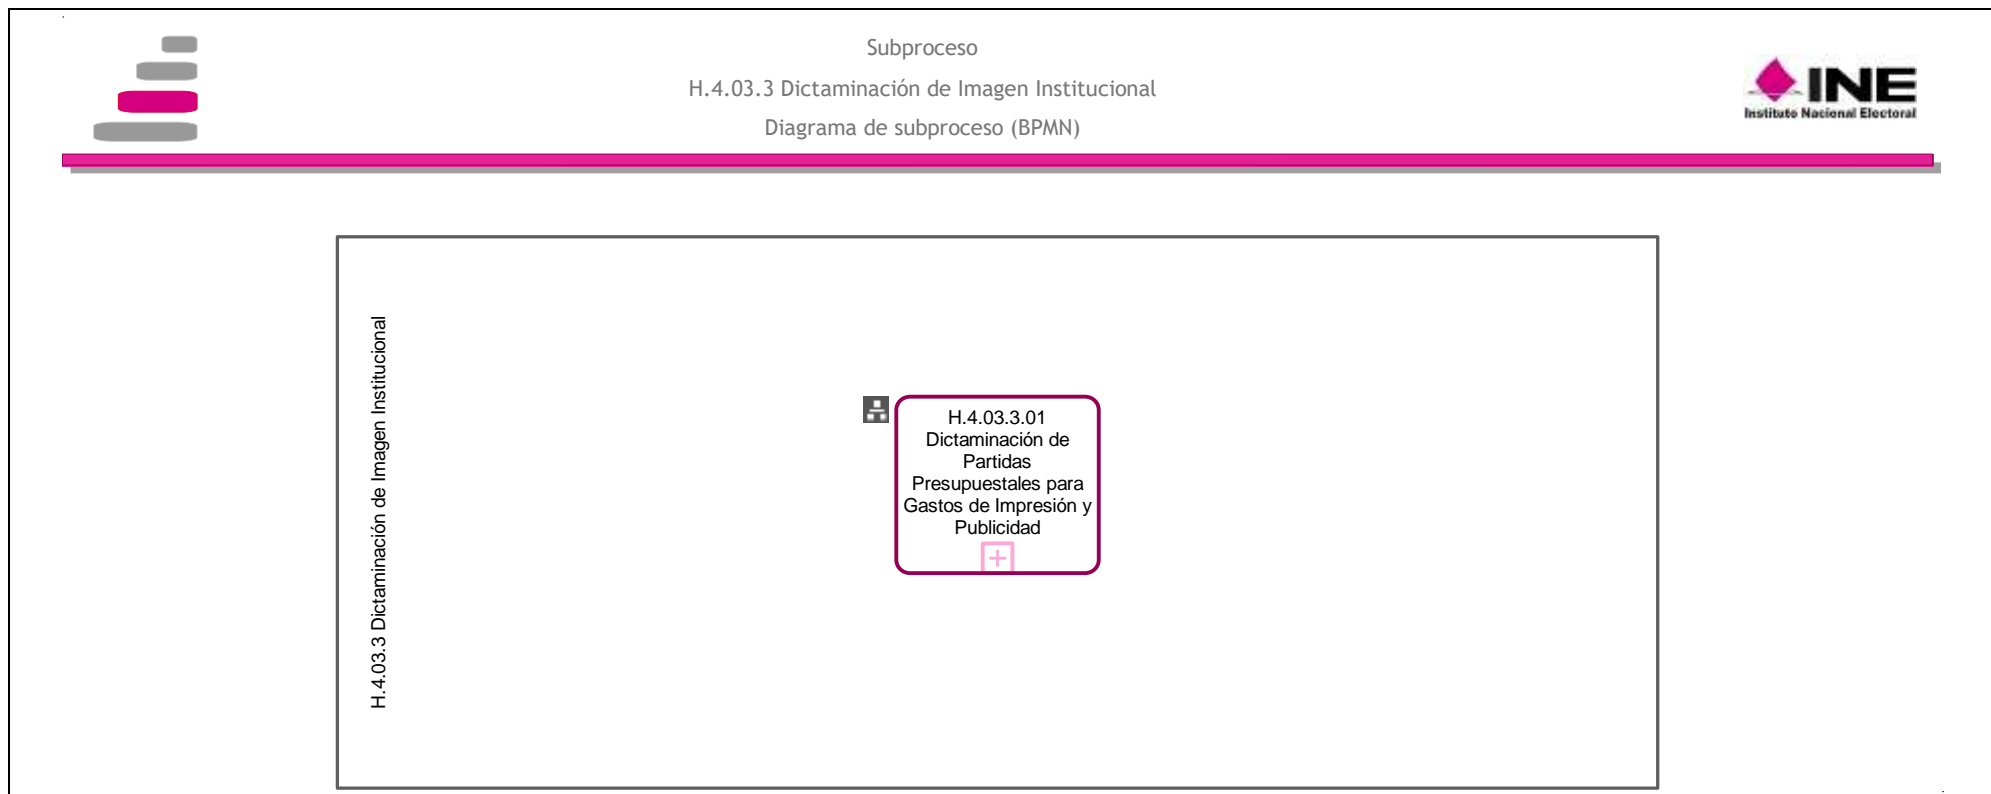 Subproceso
H.4.03.3 Dictaminación de Imagen Institucional
Diagrama de subproceso (BPMN)
INE
Instituto Nacional Electoral
H.4.03.3 Dictaminación de Imagen Institucional
H.4.03.3.01
Dictaminación de
Partidas
Presupuestales para
Gastos de Impresión y
Publicidad